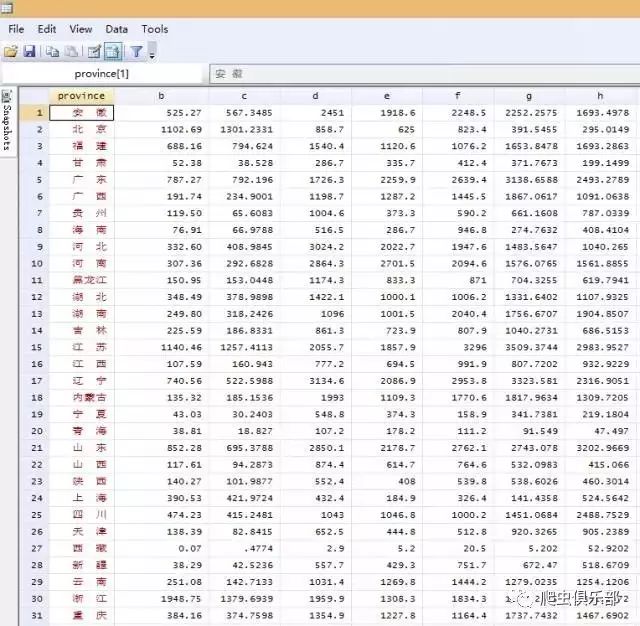 File Edit View Data Tools
province[1] 安 徽
Snapshots
province b c d e f g h
1 安 徽 525.27 567.3485 2451 1918.6 2248.5 2252.2575 1693.4978
2 北 京 1102.69 1301.2331 858.7 625 823.4 391.5455 295.0149
3 福 建 688.16 794.624 1540.4 1120.6 1076.2 1653.8478 1693.2863
4 甘 肃 52.38 38.528 286.7 335.7 412.4 371.7673 199.1499
5 广 东 787.27 792.196 1726.3 2259.9 2639.4 3138.6588 2493.2789
6 广 西 191.74 234.9001 1198.7 1287.2 1445.5 1867.0617 1091.0638
7 贵 州 119.50 65.6083 1004.6 373.3 590.2 661.1608 787.0339
8 海 南 76.91 66.9788 516.5 286.7 946.8 274.7632 408.4104
9 河 北 332.60 408.9845 3024.2 2022.7 1947.6 1483.5647 1040.265
10 河 南 307.36 292.6828 2864.3 2701.5 2094.6 1576.0765 1561.8855
11 黑龙江 150.95 153.0448 1174.3 833.3 871 704.3255 619.7941
12 湖 北 348.49 378.9898 1422.1 1000.1 1006.2 1331.6402 1107.9325
13 湖 南 249.80 318.2426 1096 1001.5 2040.4 1756.6707 1904.8507
14 吉 林 225.59 186.8331 861.3 723.9 807.9 1040.2731 686.5153
15 江 苏 1140.46 1257.4113 2055.7 1857.9 3296 3509.3744 2983.9527
16 江 西 107.59 160.943 777.2 694.5 991.9 807.7202 932.9229
17 辽 宁 740.56 522.5988 3134.6 2086.9 2953.8 3323.581 2316.9051
18 内蒙古 135.32 185.1536 1993 1109.3 1770.6 1817.9634 1309.7205
19 宁 夏 43.03 30.2403 548.8 374.3 158.9 341.7381 219.1804
20 青 海 38.81 18.827 107.2 178.2 111.2 91.549 47.497
21 山 东 852.28 695.3788 2850.1 2178.7 2762.1 2743.078 3202.9669
22 山 西 117.61 94.2873 874.4 614.7 764.6 532.0983 415.066
23 陕 西 140.27 101.9877 552.4 408 539.8 538.6026 460.3014
24 上 海 390.53 421.9724 432.4 184.9 326.4 141.4358 524.5642
25 四 川 474.23 415.2481 1043 1046.8 1000.2 1451.0684 2488.7529
26 天 津 138.39 82.8415 652.5 444.8 512.8 920.3265 905.2389
27 西 藏 0.07 .4774 2.9 5.2 20.5 5.202 52.9202
28 新 疆 38.29 42.5236 557.7 429.3 751.7 672.47 518.6709
29 云 南 251.08 142.7133 1031.4 1269.8 1444.2 1279.0235 1254.1206
30 浙 江 1948.75 1379.6939 1959.9 1308.3 1834.3
31 重 庆 384.16 374.7598 1354.9 1227.8 1164.4 1737.7432 1467.6902
爬虫俱乐部